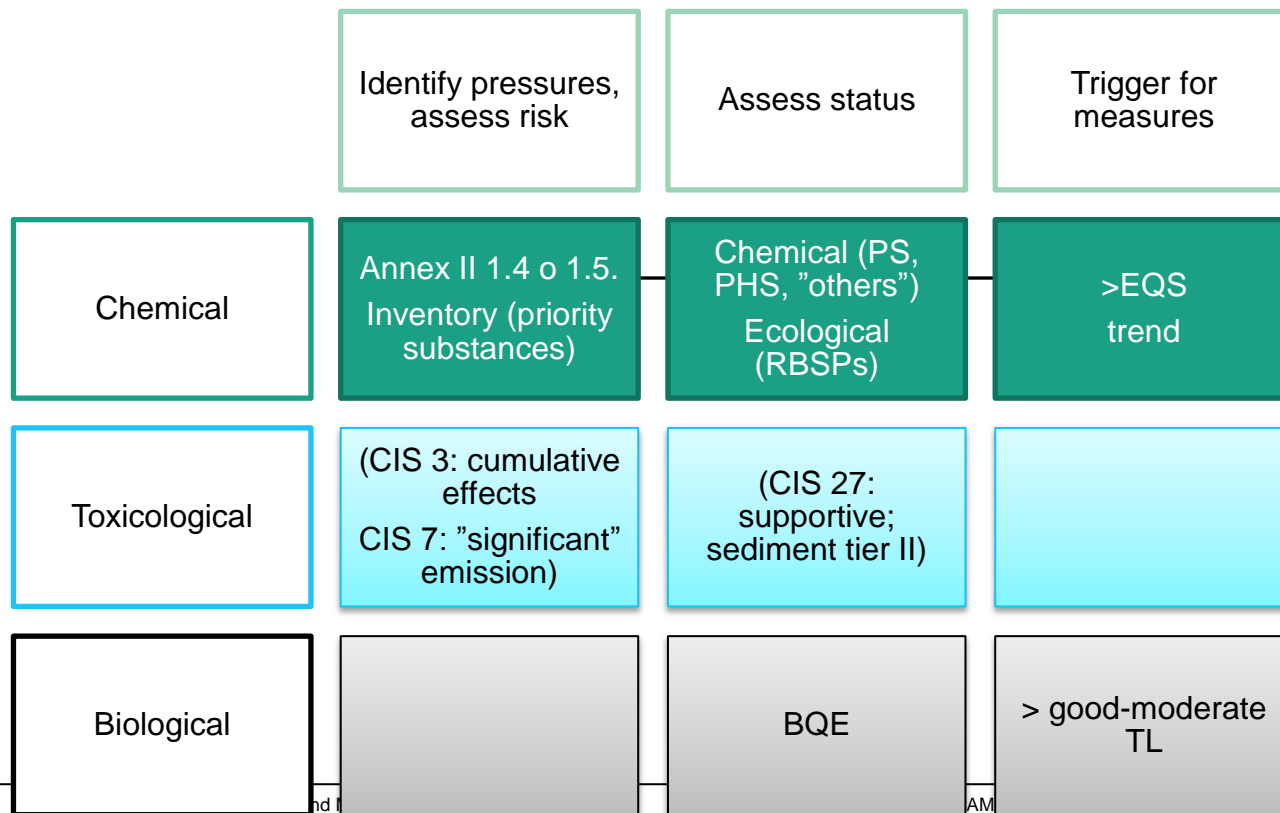 Identify pressures,
assess risk
Assess status
Trigger for
measures
Chemical
Annex II 1.4 o 1.5.
Inventory (priority
substances)
Chemical (PS,
PHS, ”others”)
Ecological
(RBSPs)
>EQS
trend
Toxicological
(CIS 3: cumulative
effects
CIS 7: ”significant”
emission)
(CIS 27:
supportive;
sediment tier II)
Biological
BQE
> good-moderate
TL